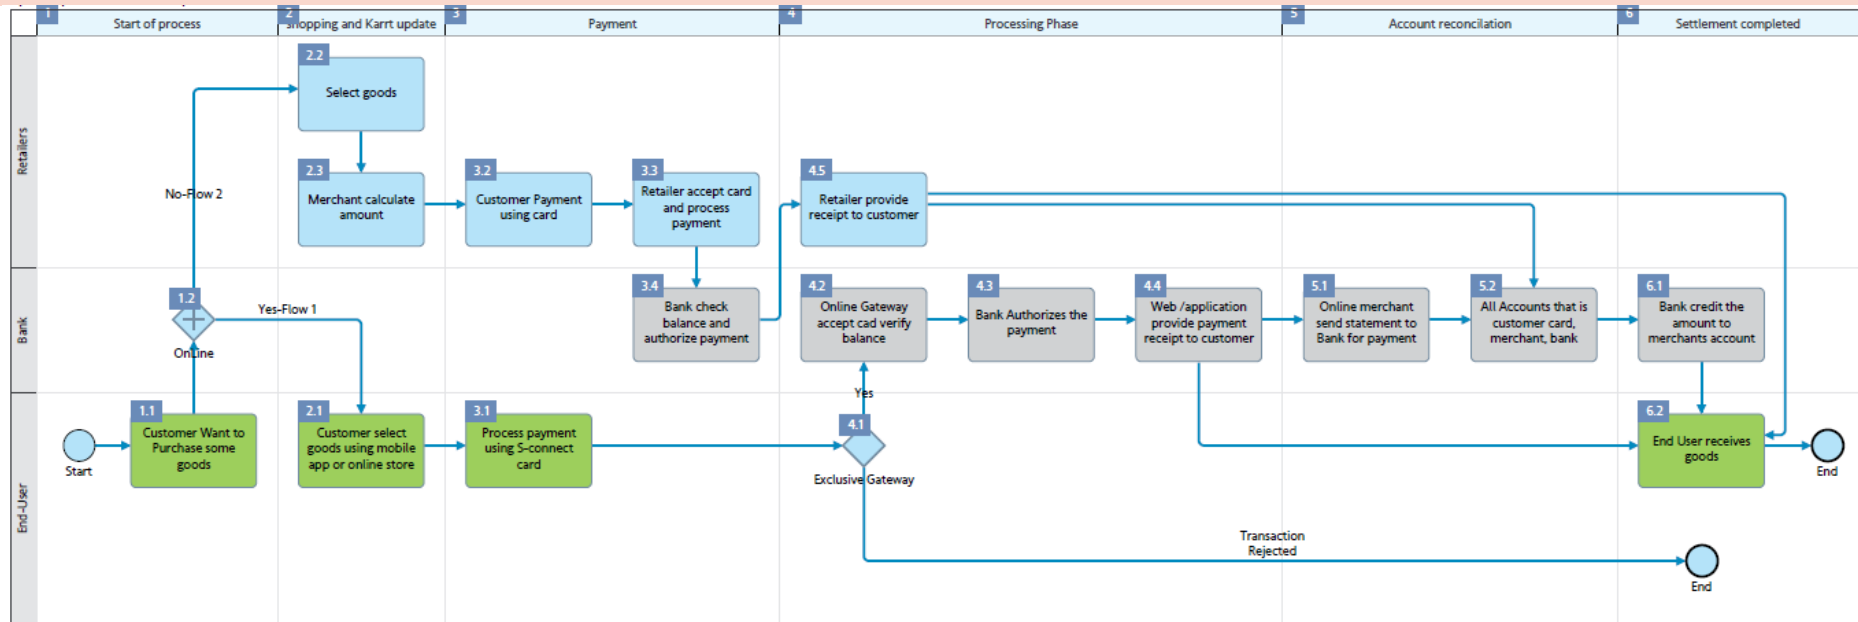 1
Start of process
2
Shopping and Karrt update
3
Payment
4
Processing Phase
5
Account reconcilation
6
Settlement completed
Retailers
2.2
Select goods
No-Flow 2
2.3
Merchant calculate
amount
3.2
Customer Payment
using card
3.3
Retailer accept card
and process
payment
4.5
Retailer provide
receipt to customer
Bank
1.2
Online
Yes-Flow 1
3.4
Bank check
balance and
authorize payment
4.2
Online Gateway
accept cad verify
balance
4.3
Bank Authorizes the
payment
4.4
Web /application
provide payment
receipt to customer
5.1
Online merchant
send statement to
Bank for payment
5.2
All Accounts that is
customer card,
merchant, bank
6.1
Bank credit the
amount to
merchants account
End-User
Start
1.1
Customer Want to
Purchase some
goods
2.1
Customer select
goods using mobile
app or online store
3.1
Process payment
using S-connect
card
Yes
4.1
Exclusive Gateway
6.2
End User receives
goods
End
Transaction
Rejected
End